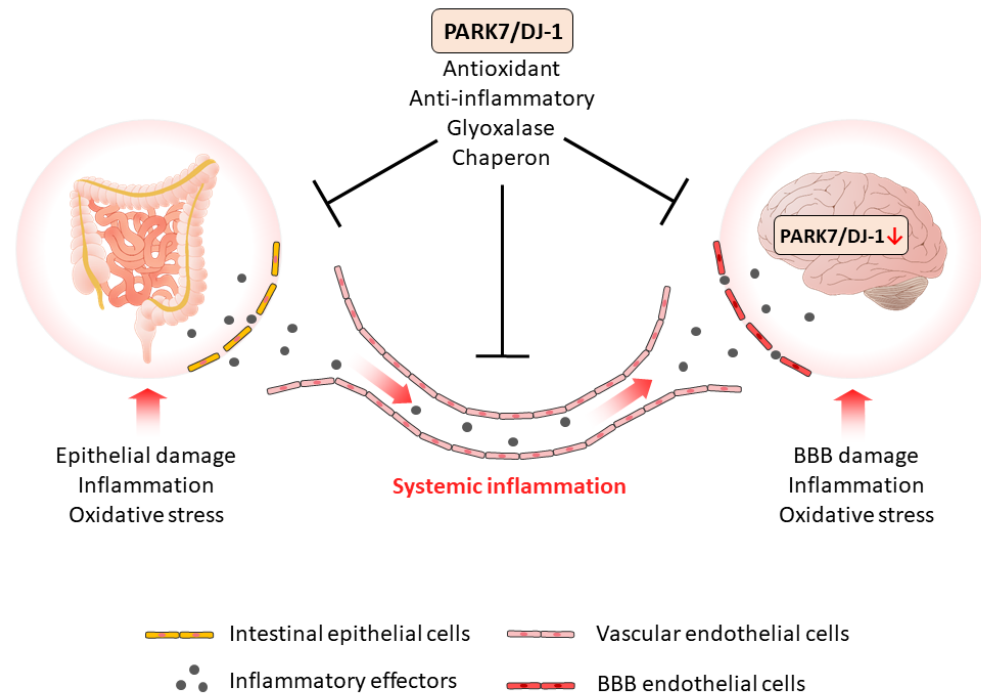 PARK7/DJ-1
Antioxidant
Anti-inflammatory
Glyoxalase
Chaperon
PARK7/DJ-1↓
Epithelial damage
Inflammation
Oxidative stress
Systemic inflammation
BBB damage
Inflammation
Oxidative stress
Intestinal epithelial cells
Vascular endothelial cells
Inflammatory effectors
BBB endothelial cells